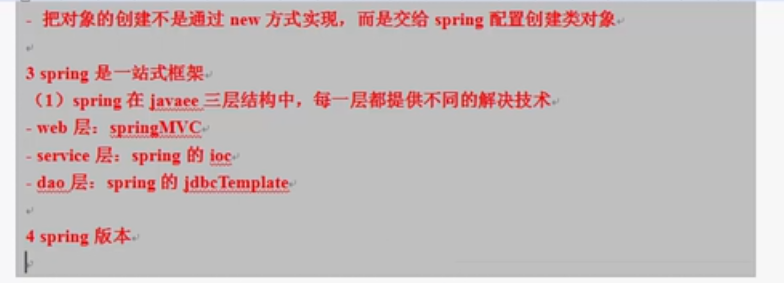 - 把对象的创建不是通过 new 方式实现，而是交给 spring 配置创建类对象
3 spring 是一站式框架
（1）spring 在 javaee 三层结构中，每一层都提供不同的解决技术
- web 层：springMVC
- service 层：spring 的 ioc
- dao 层：spring 的 jdbcTemplate
4 spring 版本